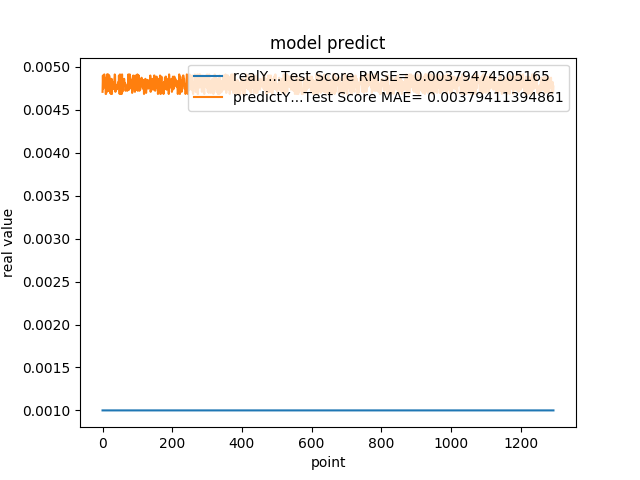 model predict
realY...Test Score RMSE= 0.00379474505165
predictY...Test Score MAE= 0.00379411394861
0.0050
0.0045
0.0040
0.0035
0.0030
0.0025
0.0020
0.0015
0.0010
real value
0 200 400 600 800 1000 1200
point